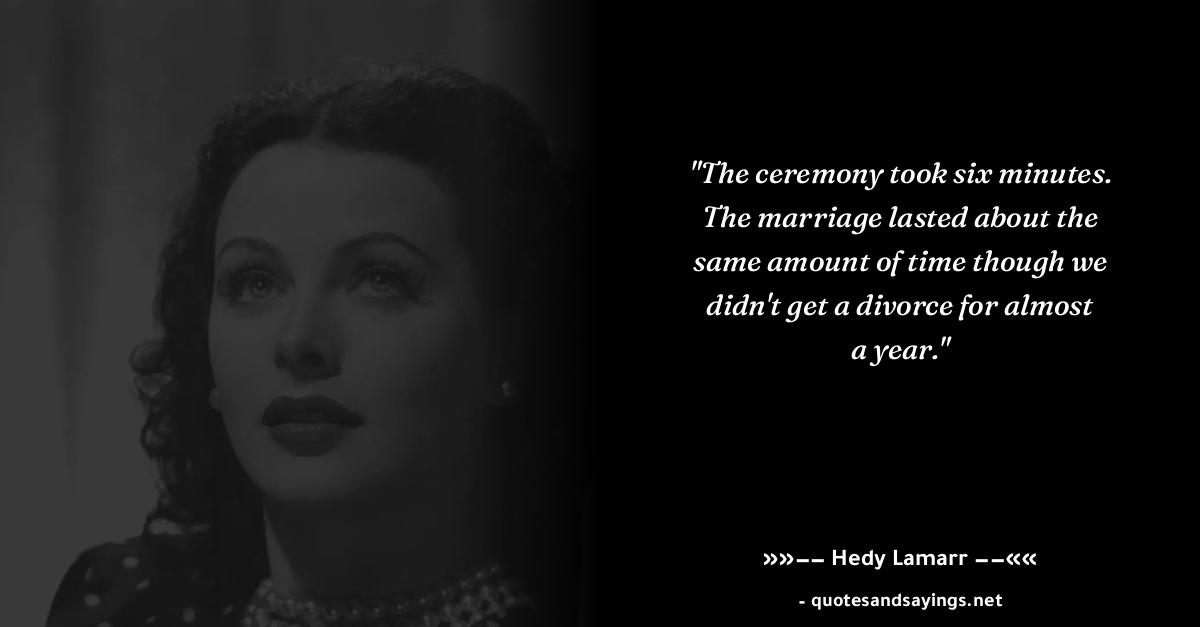 "The ceremony took six minutes.
The marriage lasted about the
same amount of time though we
didn't get a divorce for almost
a year."
»»–– Hedy Lamarr ––««
- quotesandsayings.net